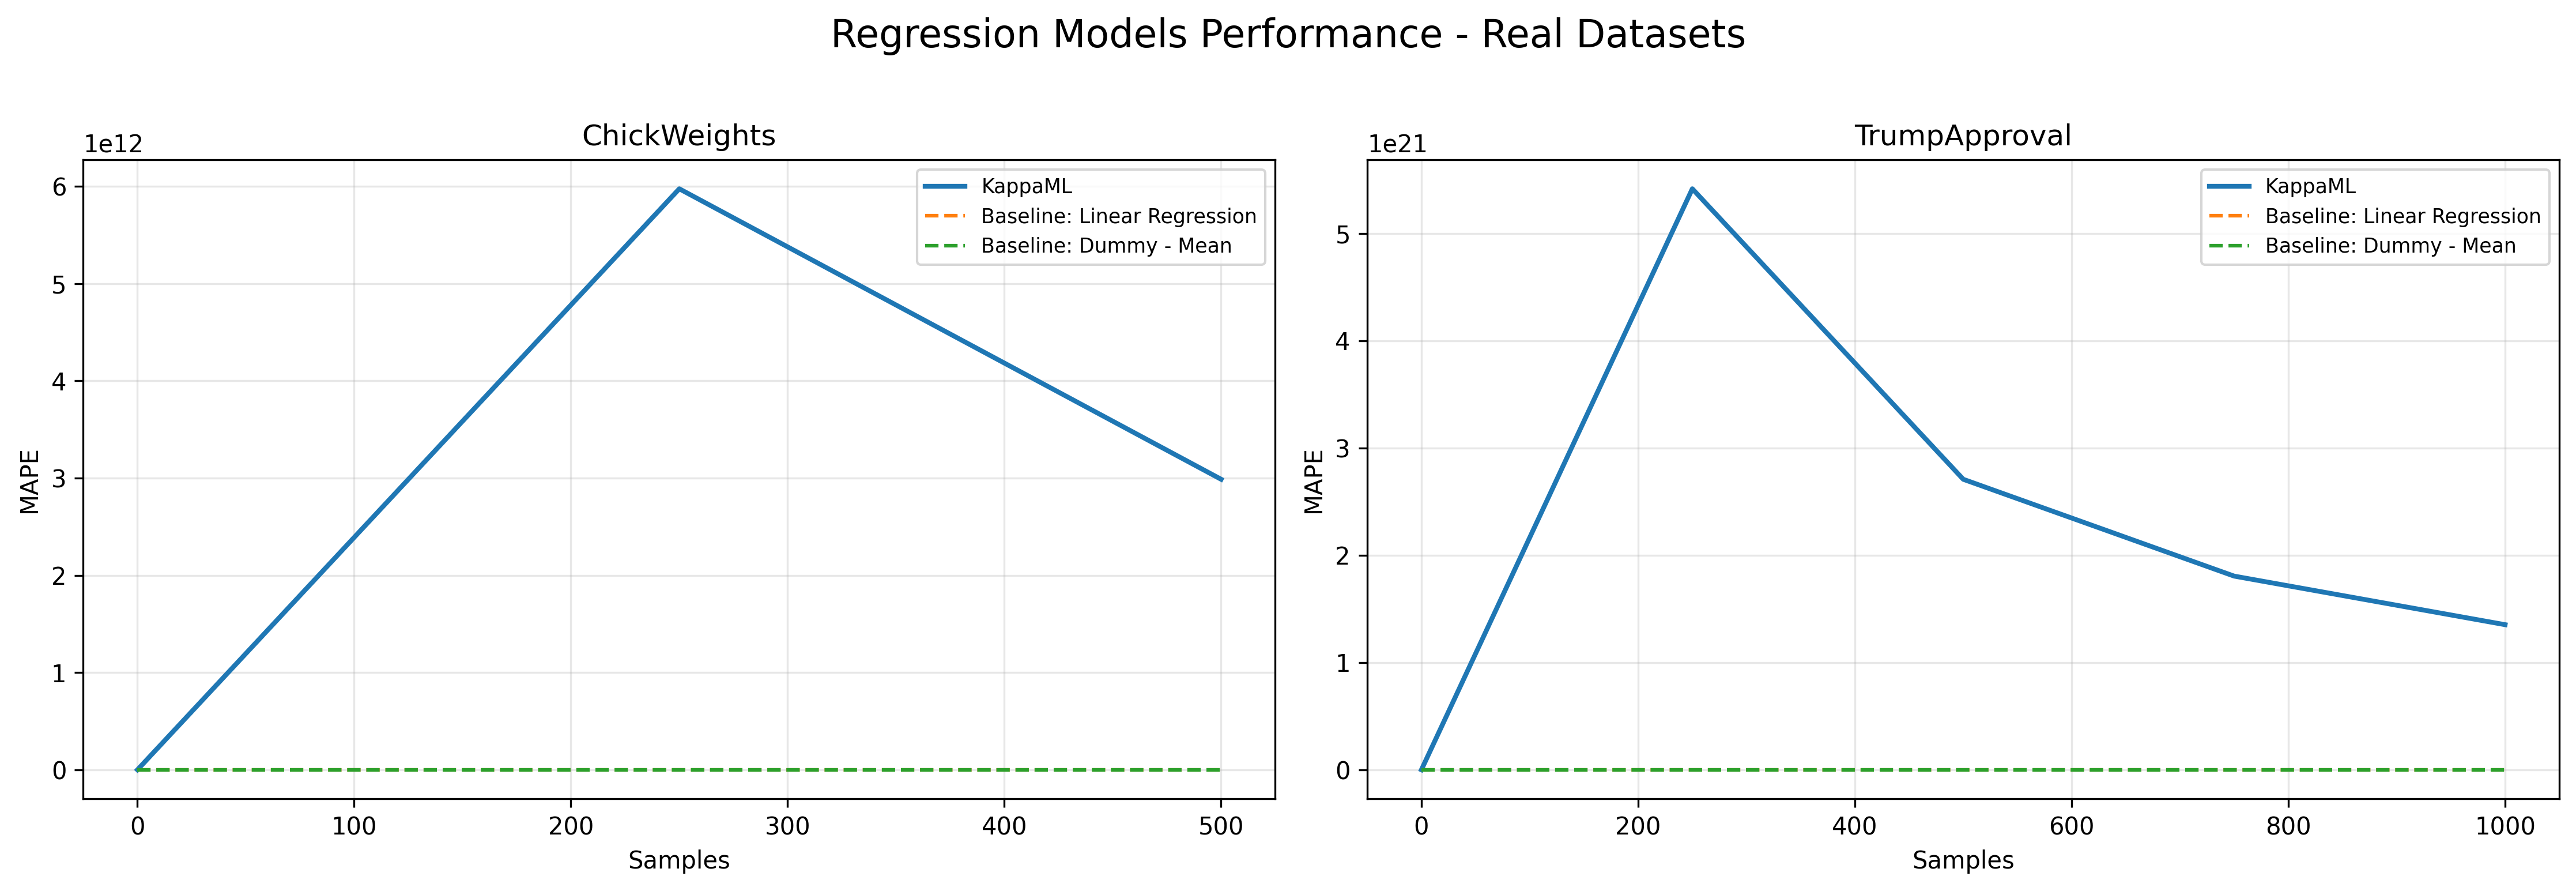 Regression Models Performance - Real Datasets
ChickWeights
1e12
6
5
4
3
2
1
0
MAPE
KappaML
Baseline: Linear Regression
Baseline: Dummy - Mean
0 100 200 300 400 500
Samples
TrumpApproval
1e21
5
4
3
2
1
0
MAPE
KappaML
Baseline: Linear Regression
Baseline: Dummy - Mean
0 200 400 600 800 1000
Samples